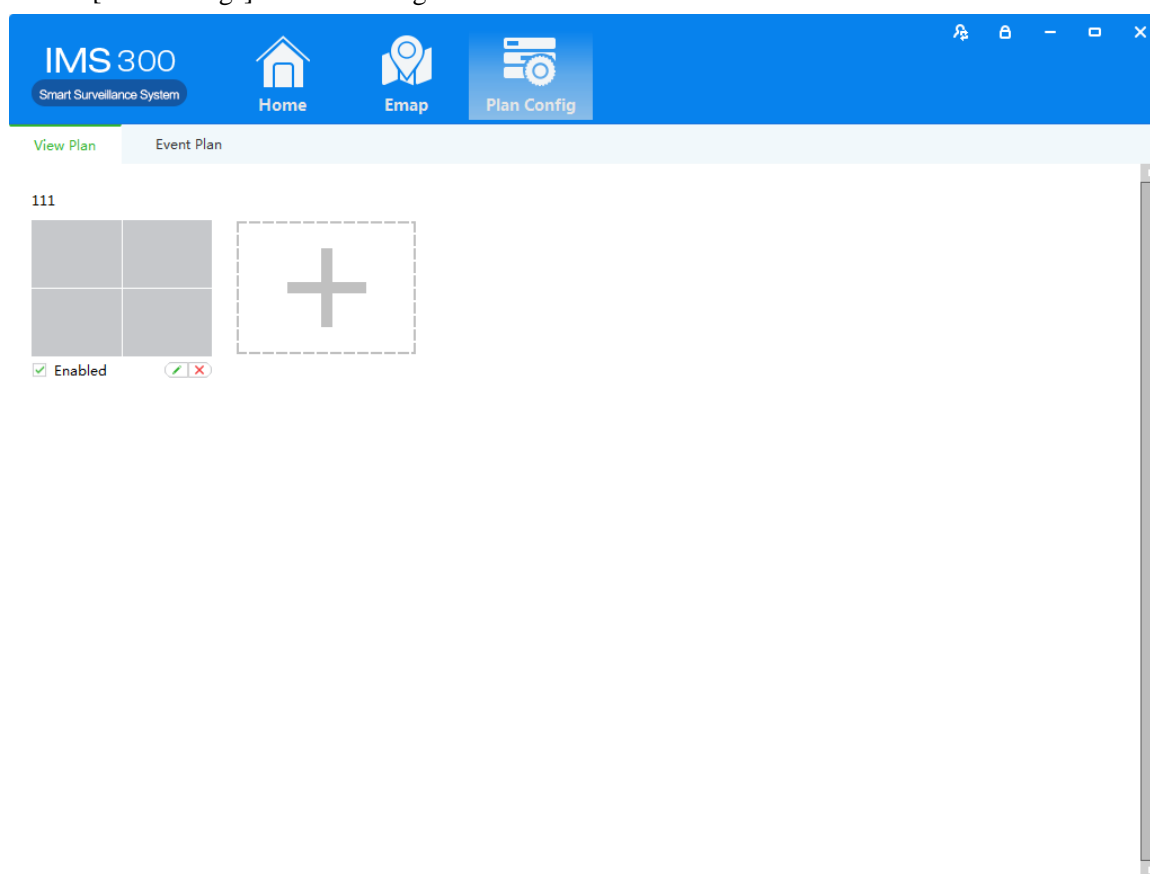 IMS 300
Smart Surveillance System
Home
Emap
Plan Config
View Plan
Event Plan
111
Enabled